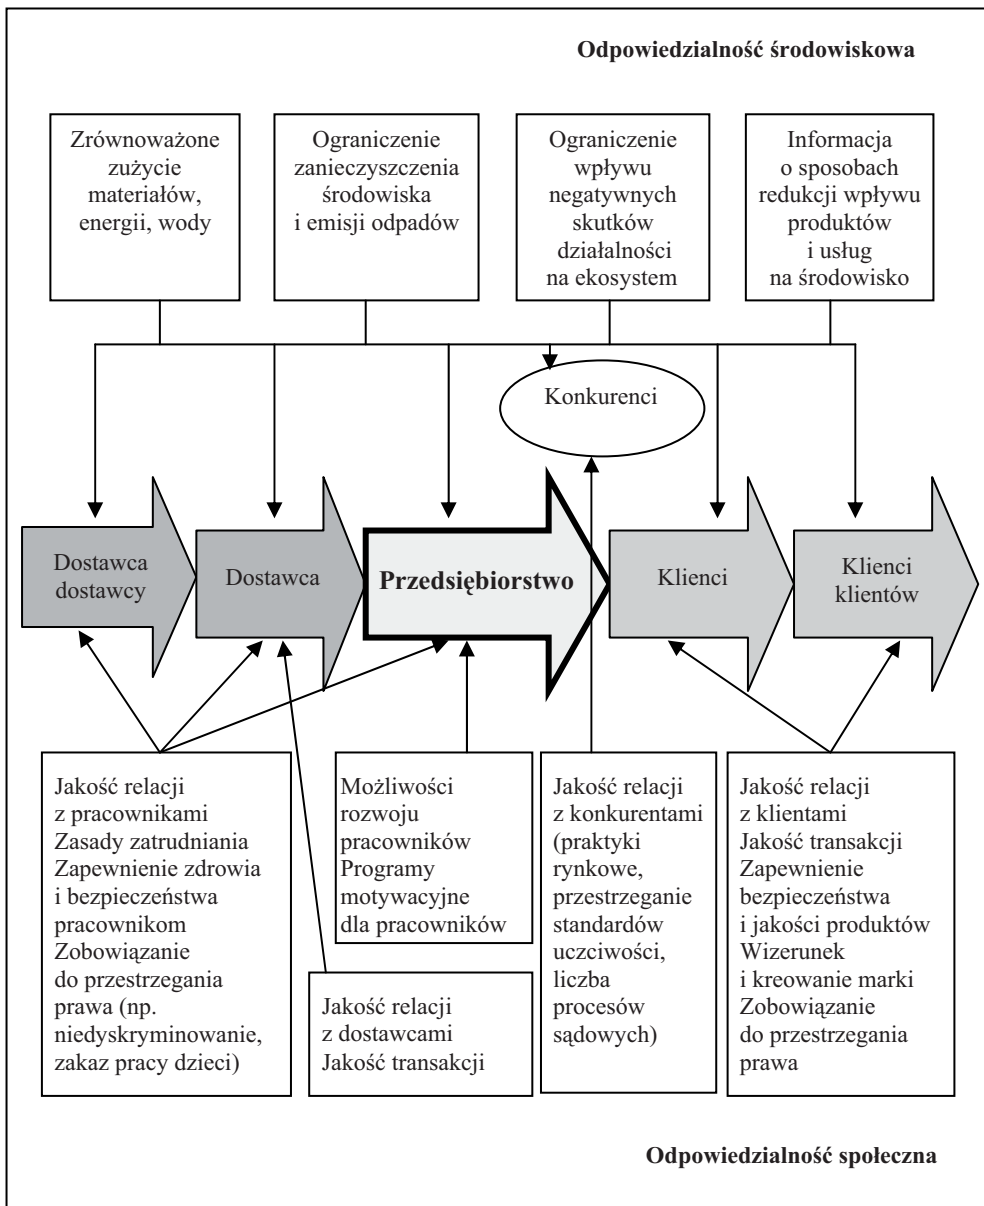 Odpowiedzialność środowiskowa
Zrównoważone
zużycie
materiałów,
energii, wody
Ograniczenie
zanieczyszczenia
środowiska
i emisji odpadów
Ograniczenie
wpływu
negatywnych
skutków
działalności
na ekosystem
Informacja
o sposobach
redukcji wpływu
produktów
i usług
na środowisko
Konkurenci
Dostawca
dostawcy
Dostawca
Przedsiębiorstwo
Klienci
Klienci
klientów
Jakość relacji
z pracownikami
Zasady zatrudniania
Zapewnienie zdrowia
i bezpieczeństwa
pracownikom
Zobowiązanie
do przestrzegania
prawa (np.
niedyskryminowanie,
zakaz pracy dzieci)
Możliwości
rozwoju
pracowników
Programy
motywacyjne
dla pracowników
Jakość relacji
z dostawcami
Jakość transakcji
Jakość relacji
z konkurentami
(praktyki
rynkowe,
przestrzeganie
standardów
uczciwości,
liczba
procesów
sądowych)
Jakość relacji
z klientami
Jakość transakcji
Zapewnienie
bezpieczeństwa
i jakości produktów
Wizerunek
i kreowanie marki
Zobowiązanie
do przestrzegania
prawa
Odpowiedzialność społeczna